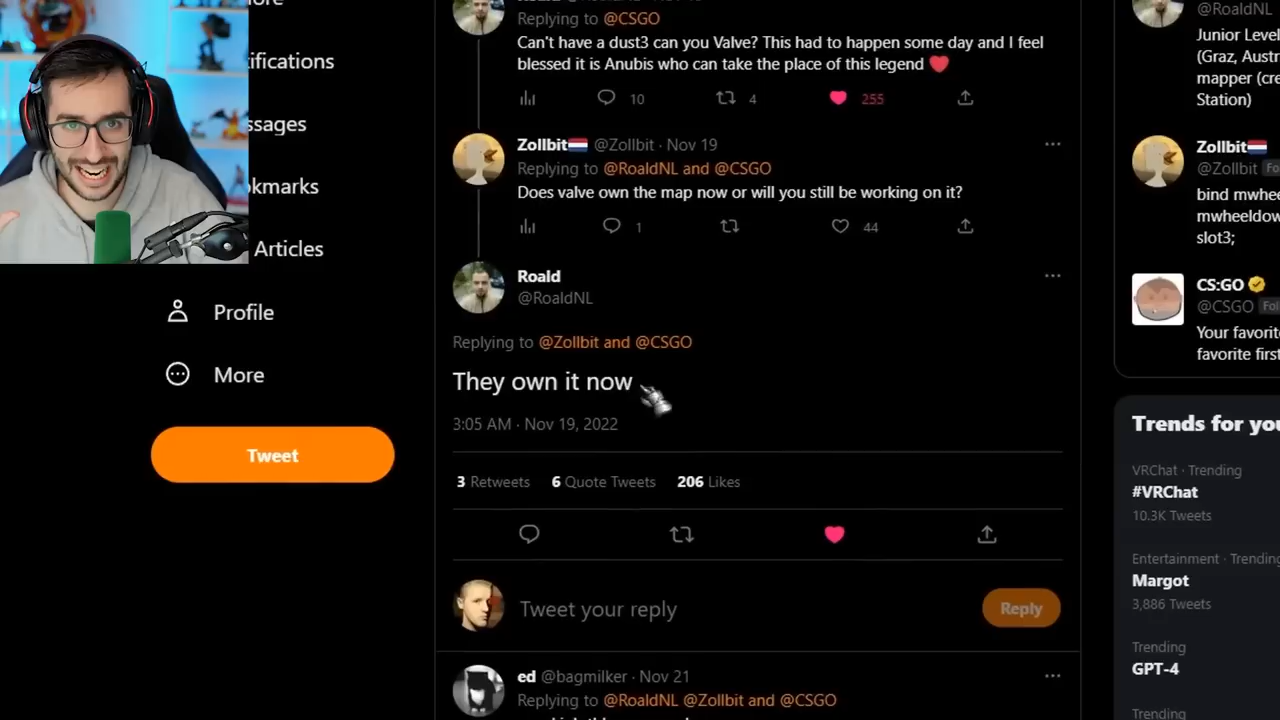 Replying to @CSGO
Can't have a dust3 can you Valve? This had to happen some day and I feel
blessed it is Anubis who can take the place of this legend ❤️
10 4 255
Zollbit🇳🇱 @Zollbit · Nov 19
Replying to @RoaldNL and @CSGO
Does valve own the map now or will you still be working on it?
1 44
Roald
@RoaldNL
Replying to @Zollbit and @CSGO
They own it now
3:05 AM · Nov 19, 2022
3 Retweets 6 Quote Tweets 206 Likes
Tweet your reply
Reply
ed @bagmilker · Nov 21
Replying to @RoaldNL @Zollbit and @CSGO
ifications
ssages
okmarks
Articles
Profile
More
Tweet
@RoaldNL
Junior Level
(Graz, Austr
mapper (cre
Station)
Zollbit🇳🇱
@Zollbit Fo
bind mwhe
mwheeldow
slot3;
CS:GO
@CSGO Fol
Your favorit
favorite first
Trends for you
VRChat · Trending
#VRChat
10.3K Tweets
Entertainment · Trending
Margot
3,886 Tweets
Trending
GPT-4
Trending